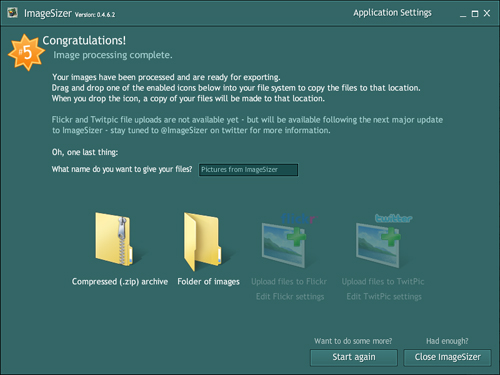 ImageSizer Version: 0.4.6.2
Application Settings
#5
Congratulations!
Image processing complete.
Your images have been processed and are ready for exporting.
Drag and drop one of the enabled icons below into your file system to copy the files to that location.
When you drop the icon, a copy of your files will be made to that location.
Flickr and Twitpic file uploads are not available yet - but will be available following the next major update
to ImageSizer - stay tuned to @ImageSizer on twitter for more information.
Oh, one last thing:
What name do you want to give your files?
Pictures from ImageSizer
flickr
twitter
Compressed (.zip) archive
Folder of images
Upload files to Flickr
Upload files to TwitPic
Edit Flickr settings
Edit TwitPic settings
Want to do some more?
Had enough?
Start again
Close ImageSizer